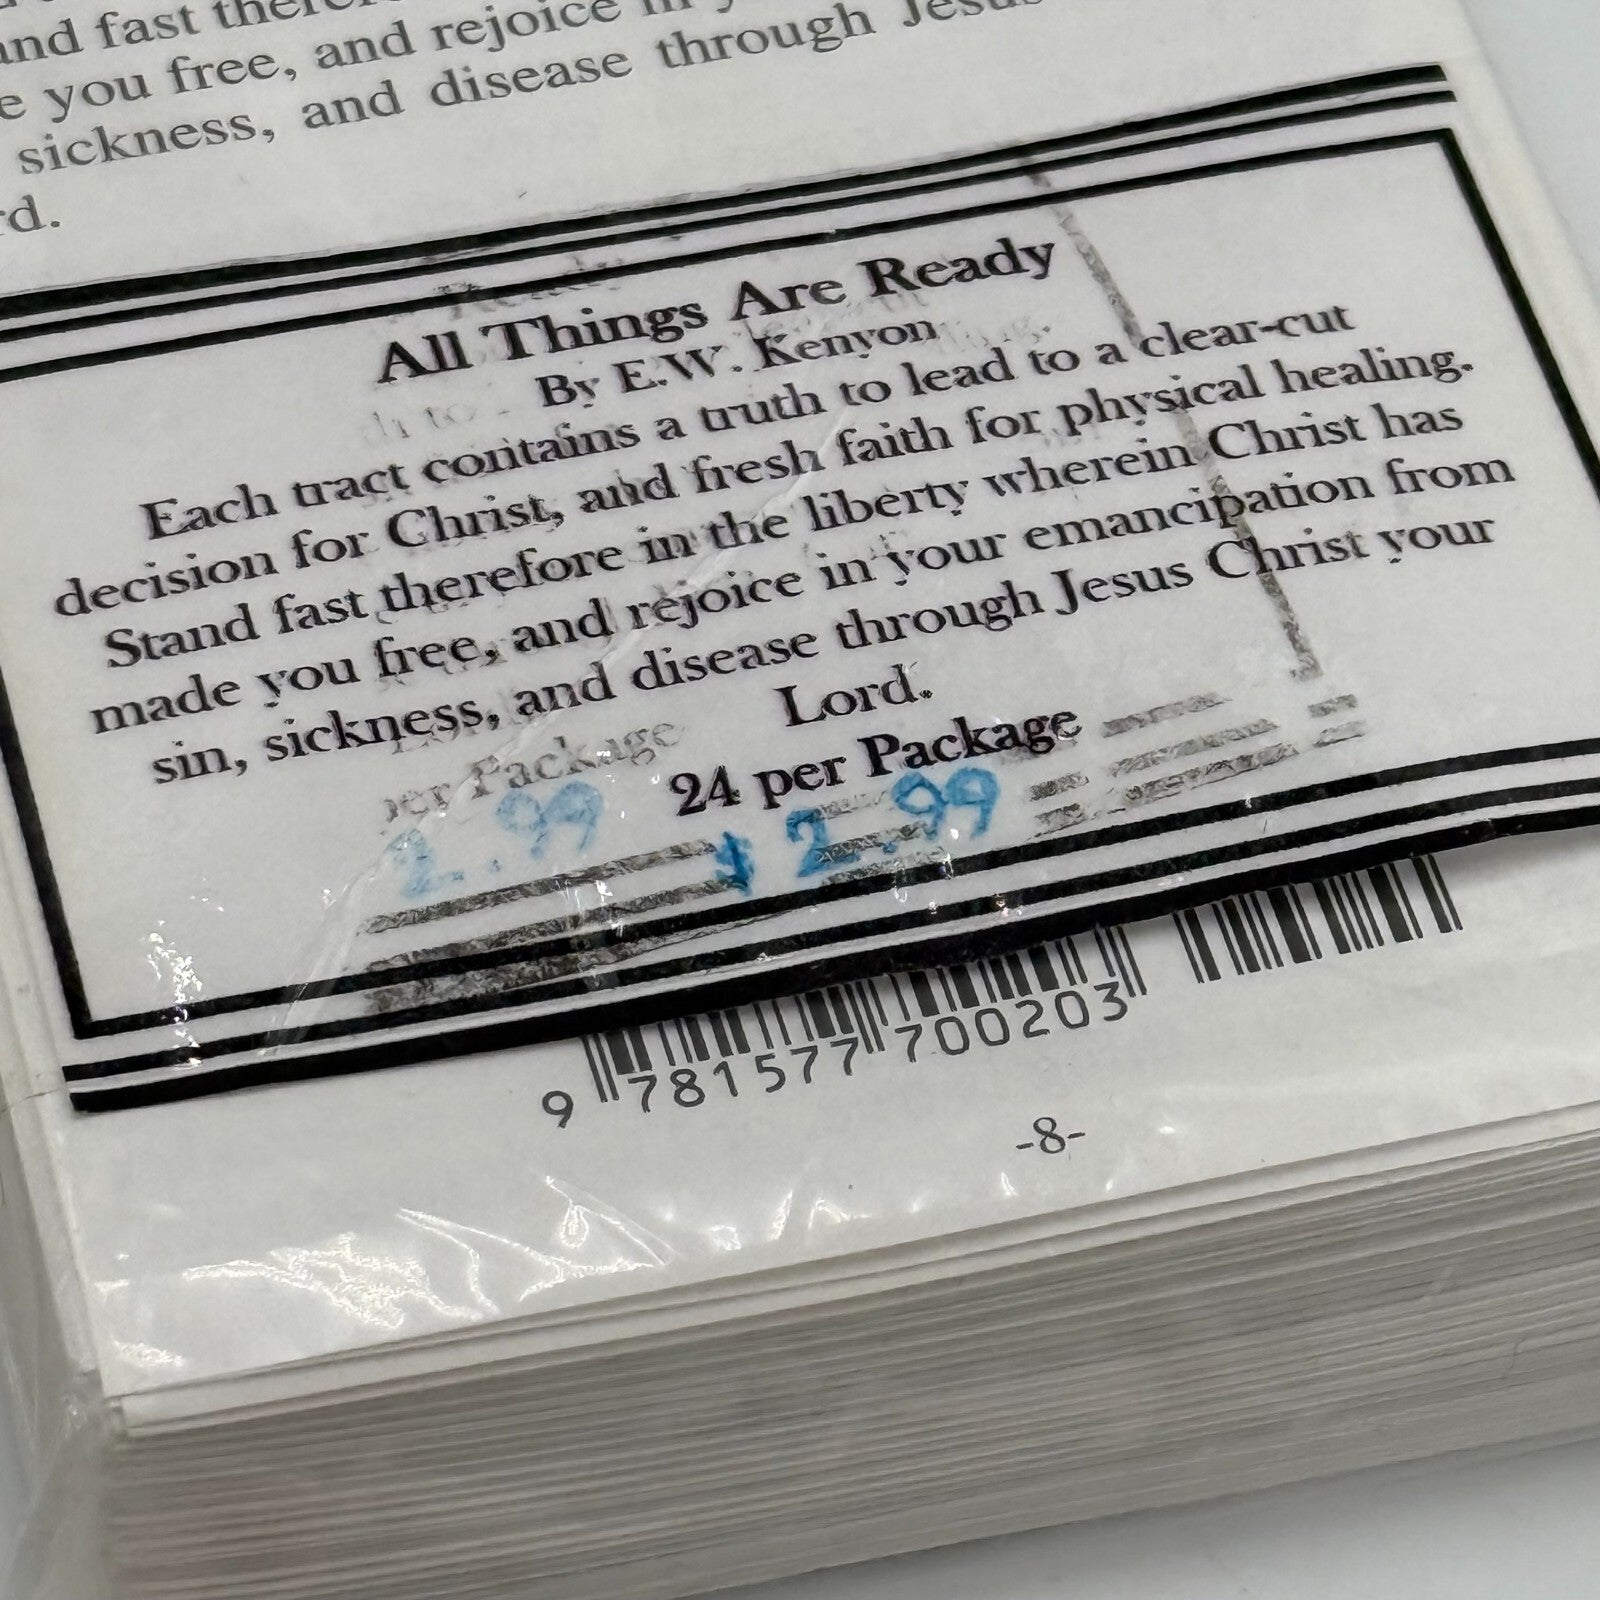 and fast
e you free, and rejoice in
sickness, and disease through Jesus
rd.
All Things Are Ready
By E.W. Kenyon
Each tract contains a truth to lead to a clear-cut
decision for Christ, and fresh faith for physical healing.
Stand fast therefore in the liberty wherein Christ has
made you free, and rejoice in your emancipation from
sin, sickness, and disease through Jesus Christ your
Lord.
24 per Package
per Package
$2.99
2.99
9 781577 700203
-8-